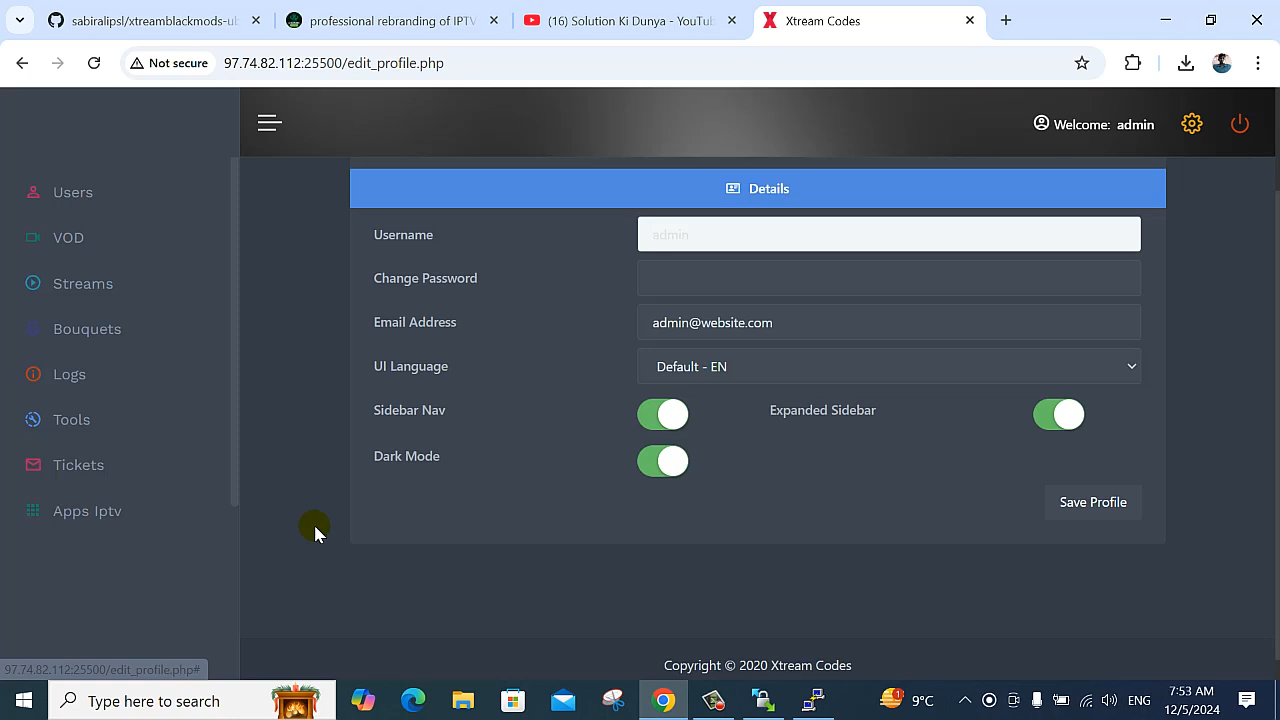 sabiralips/xtreamblackmods-ub
professional rebranding of IPTV
(16) Solution Ki Dunya - YouTub
Xtream Codes
Not secure
97.74.82.112:25500/edit_profile.php
Welcome: admin
Users
VOD
Streams
Bouquets
Logs
Tools
Tickets
Apps Iptv
Details
Username
admin
Change Password
Email Address
admin@website.com
UI Language
Default - EN
Sidebar Nav
Expanded Sidebar
Dark Mode
Save Profile
Copyright © 2020 Xtream Codes
97.74.82.112:25500/edit_profile.php#
Type here to search
1
9°C
ENG
7:53 AM
12/5/2024